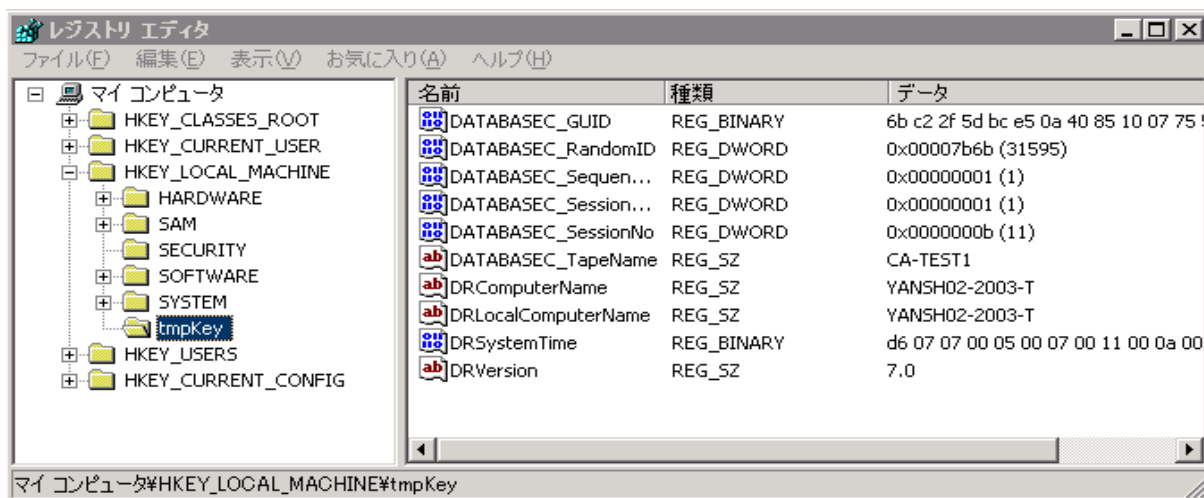 レジストリ エディタ
ファイル(F) 編集(E) 表示(V) お気に入り(A) ヘルプ(H)
マイ コンピュータ
HKEY_CLASSES_ROOT
HKEY_CURRENT_USER
HKEY_LOCAL_MACHINE
HARDWARE
SAM
SECURITY
SOFTWARE
SYSTEM
tmpKey
HKEY_USERS
HKEY_CURRENT_CONFIG
名前 種類 データ
DATABASEC_GUID REG_BINARY 6b c2 2f 5d bc e5 0a 40 85 10 07 75
DATABASEC_RandomID REG_DWORD 0x00007b6b (31595)
DATABASEC_Sequen... REG_DWORD 0x00000001 (1)
DATABASEC_Session... REG_DWORD 0x00000001 (1)
DATABASEC_SessionNo REG_DWORD 0x0000000b (11)
DATABASEC_TapeName REG_SZ CA-TEST1
DRComputerName REG_SZ YANSH02-2003-T
DRLocalComputerName REG_SZ YANSH02-2003-T
DRSystemTime REG_BINARY d6 07 07 00 05 00 07 00 11 00 0a 00
DRVersion REG_SZ 7.0
マイ コンピュータ¥HKEY_LOCAL_MACHINE¥tmpKey